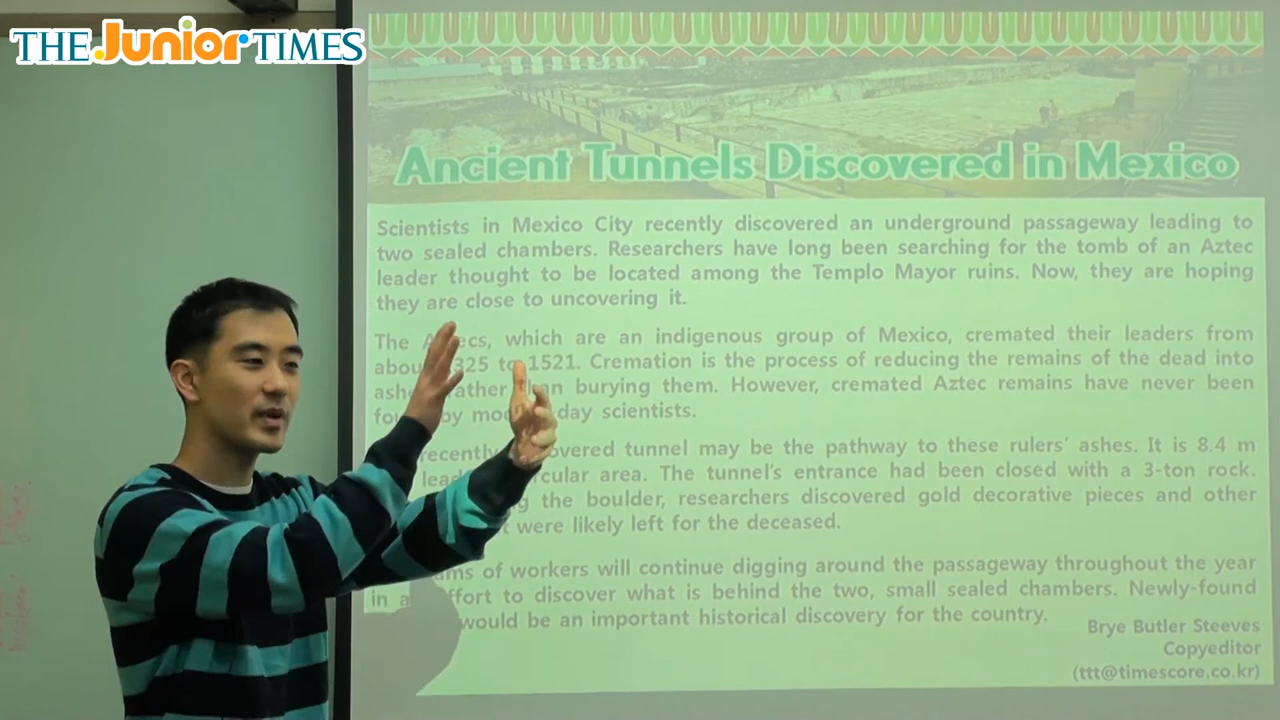 THE Junior TIMES
Ancient Tunnels Discovered in Mexico
Scientists in Mexico City recently discovered an underground passageway leading to
two sealed chambers. Researchers have long been searching for the tomb of an Aztec
leader thought to be located among the Templo Mayor ruins. Now, they are hoping
they are close to uncovering it.
The which are an indigenous group of Mexico, cremated their leaders from
1521. Cremation is the process of reducing the remains of the dead into
burying them. However, cremated Aztec remains have never been
by day scientists.
recently tunnel may be the pathway to these rulers' ashes. It is 8.4 m
area. The tunnel's entrance had been closed with a 3-ton rock.
the boulder, researchers discovered gold decorative pieces and other
were likely left for the deceased.
of workers will continue digging around the passageway throughout the year
in to discover what is behind the two, small sealed chambers. Newly-found
would be an important historical discovery for the country.
Brye Butler Steeves
Copyeditor
(ttt@timescore.co.kr)